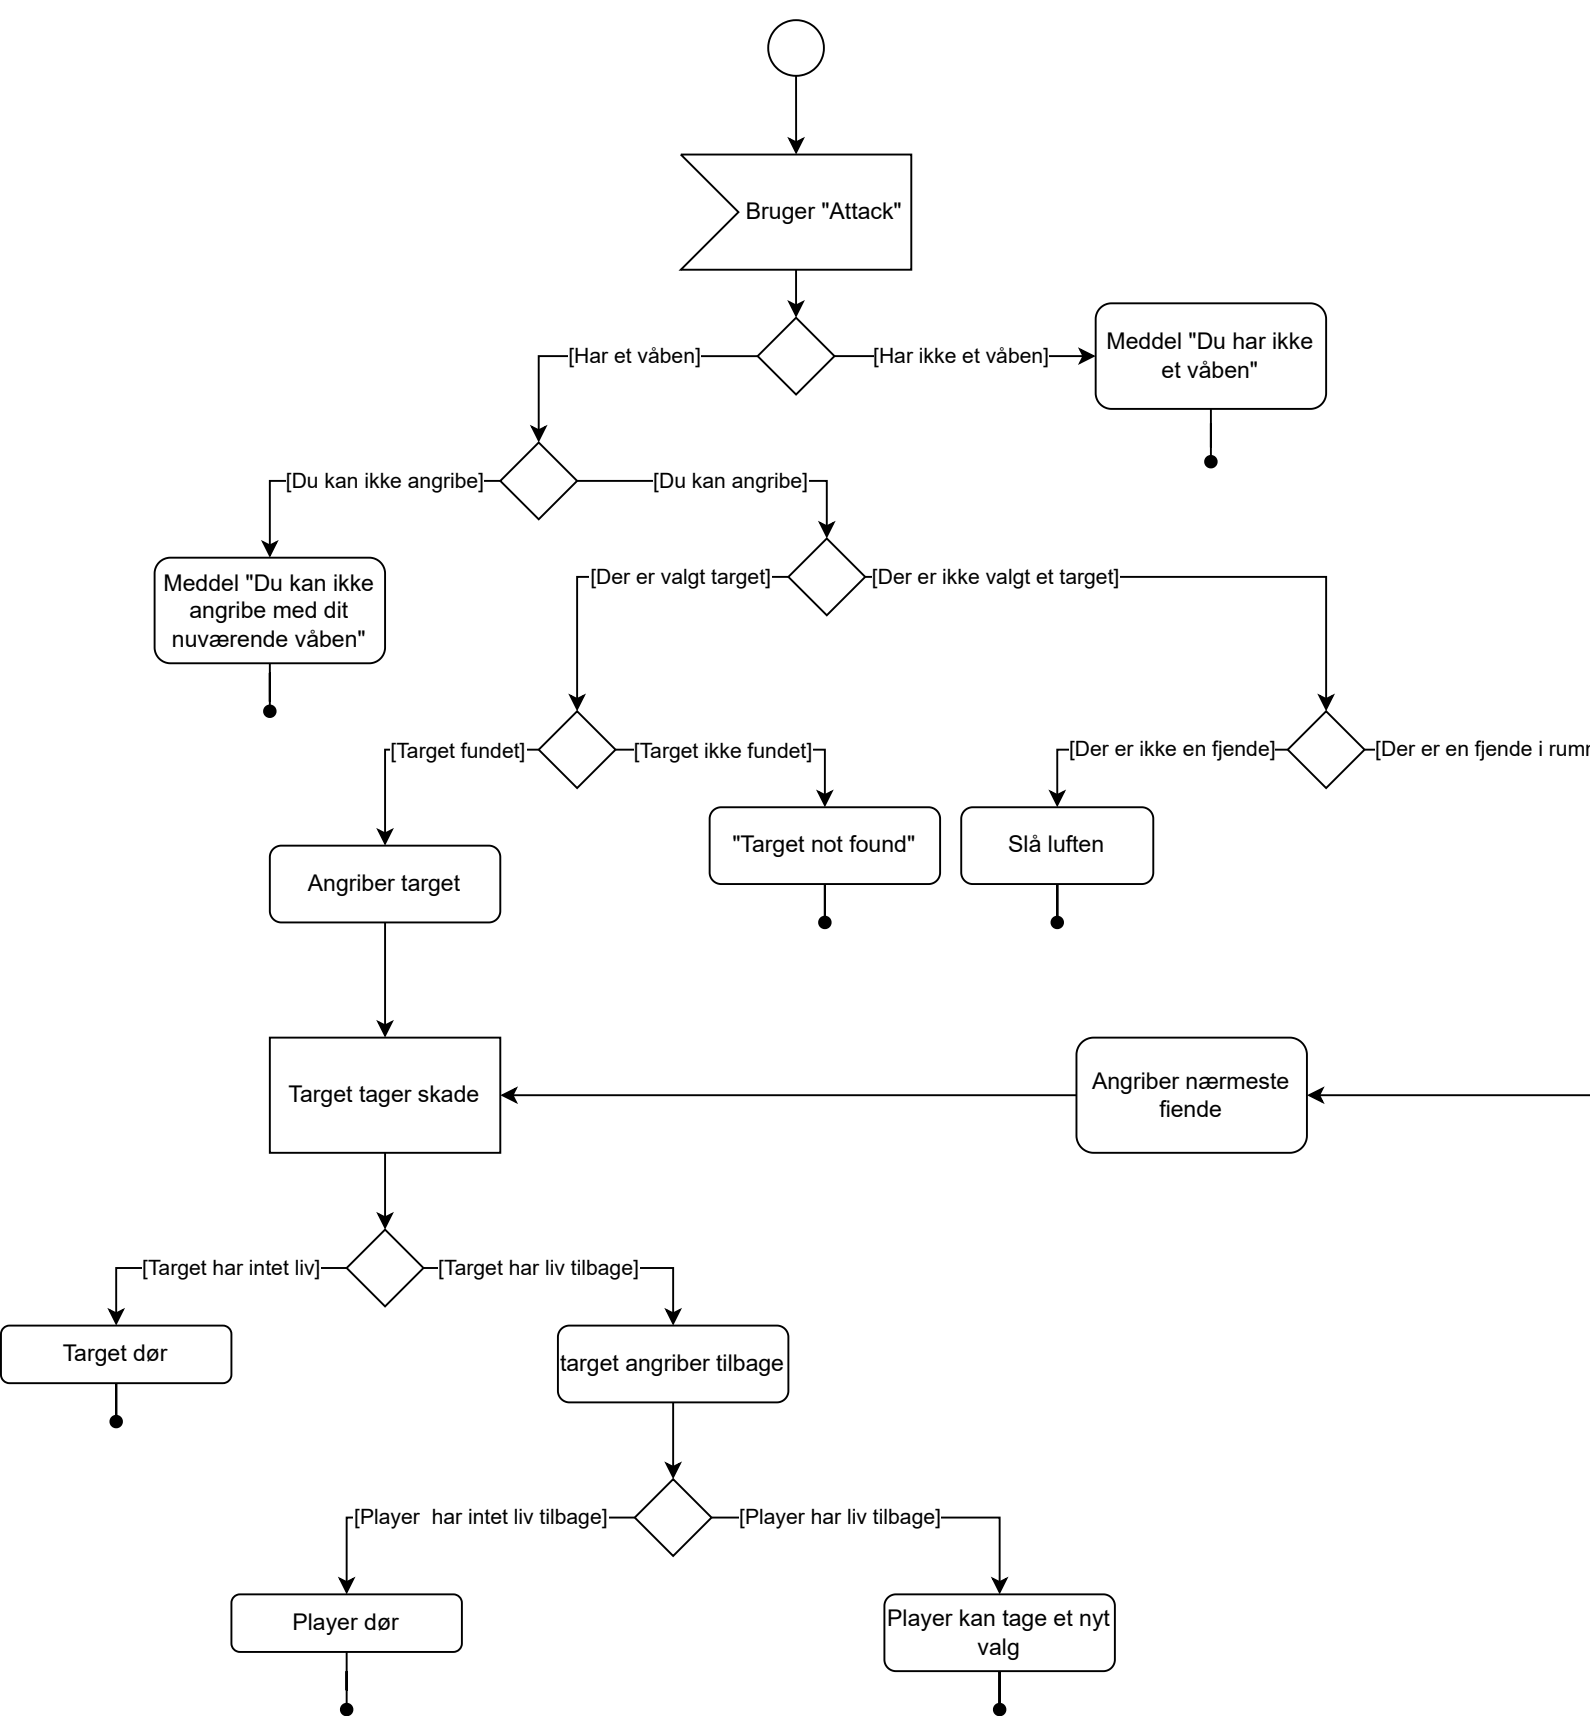 Bruger "Attack"
[Har et våben]
[Har ikke et våben]
Meddel "Du har ikke
et våben"
[Du kan ikke angribe]
[Du kan angribe]
Meddel "Du kan ikke
angribe med dit
nuværende våben"
[Der er valgt target]
[Der er ikke valgt et target]
[Target fundet]
[Target ikke fundet]
[Der er ikke en fjende]
[Der er en fjende i
Angriber target
"Target not found"
Slå luften
Target tager skade
Angriber nærmeste
fiende
[Target har intet liv]
[Target har liv tilbage]
Target dør
target angriber tilbage
[Player  har intet liv tilbage]
[Player har liv tilbage]
Player dør
Player kan tage et nyt
valg